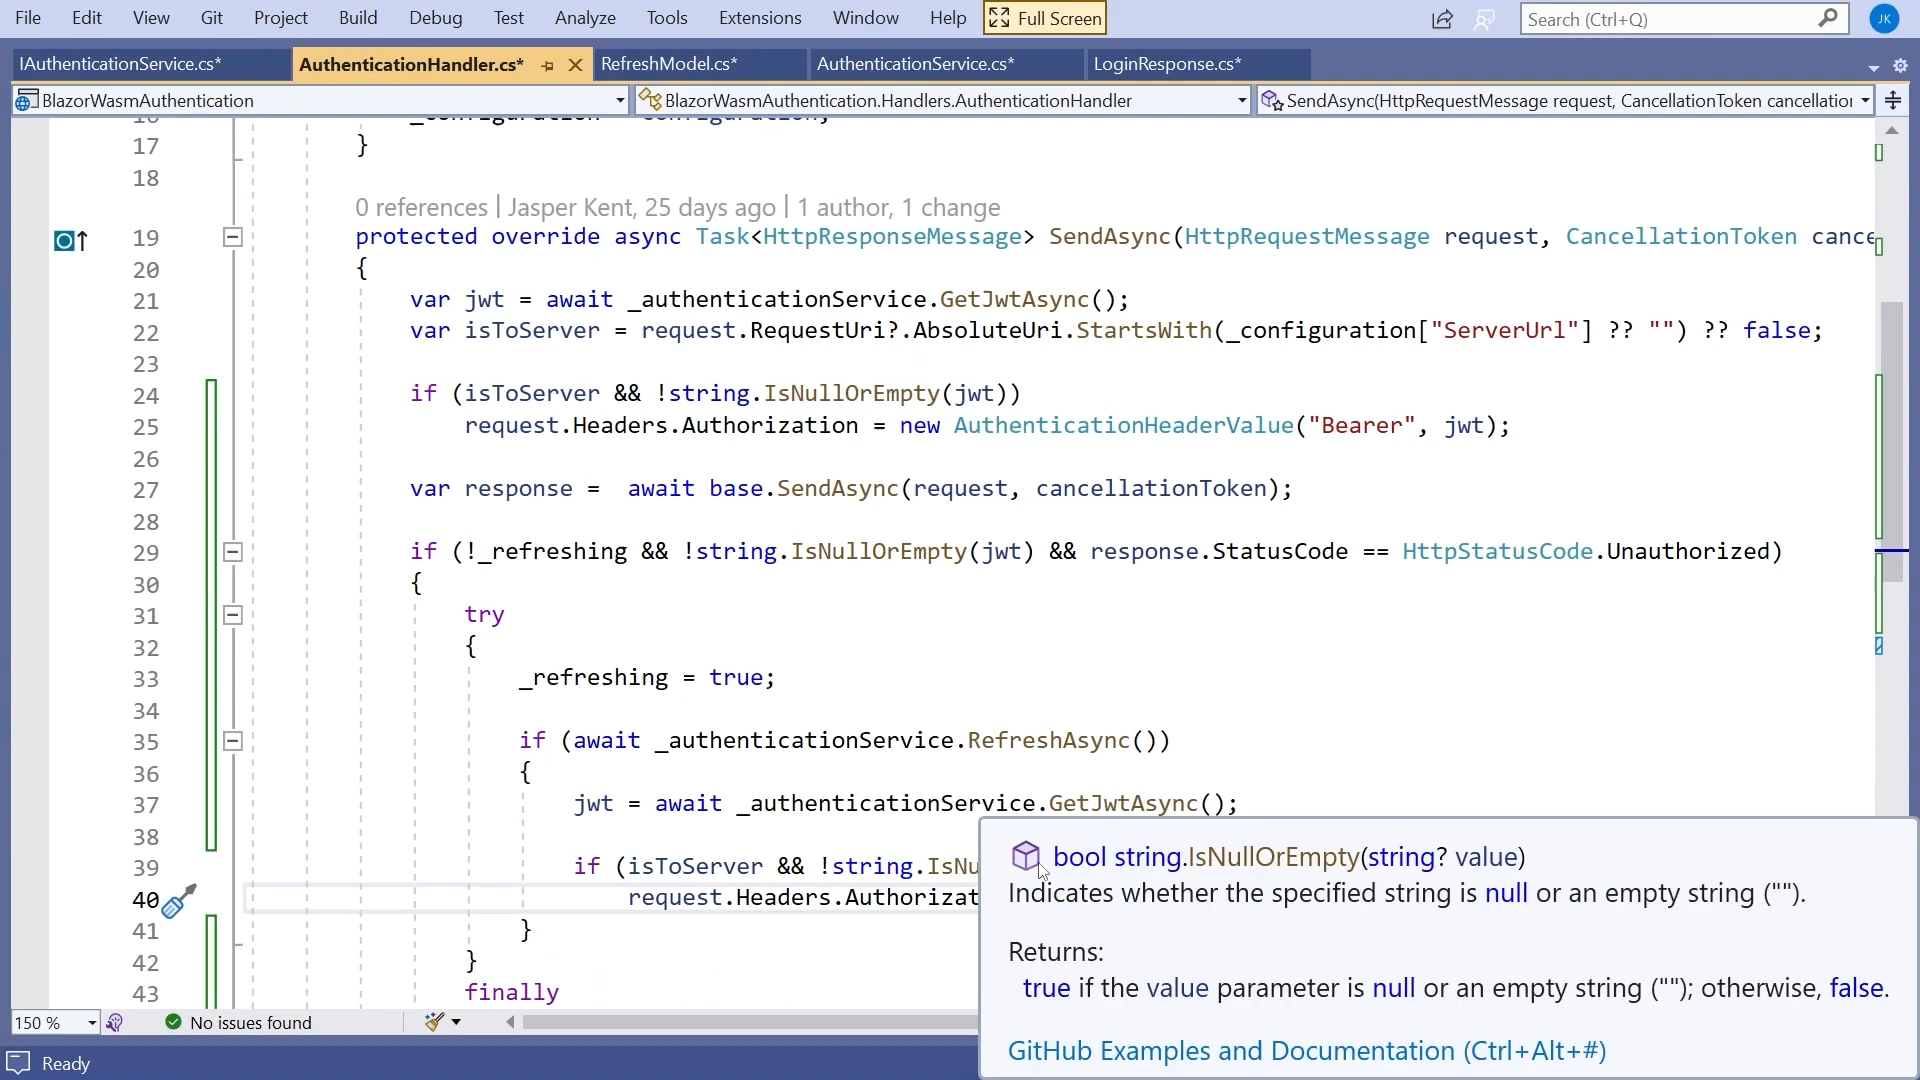 File Edit View Git Project Build Debug Test Analyze Tools Extensions Window Help Full Screen Search (Ctrl+Q) JK
IAuthenticationService.cs* AuthenticationHandler.cs* RefreshModel.cs* AuthenticationService.cs* LoginResponse.cs*
BlazorWasmAuthentication BlazorWasmAuthentication.Handlers.AuthenticationHandler SendAsync(HttpRequestMessage request, CancellationToken cancellation
17 }
18
0 references | Jasper Kent, 25 days ago | 1 author, 1 change
19 protected override async Task<HttpResponseMessage> SendAsync(HttpRequestMessage request, CancellationToken cance
20 {
21 var jwt = await _authenticationService.GetJwtAsync();
22 var isToServer = request.RequestUri?.AbsoluteUri.StartsWith(_configuration["ServerUrl"] ?? "") ?? false;
23
24 if (isToServer && !string.IsNullOrEmpty(jwt))
25 request.Headers.Authorization = new AuthenticationHeaderValue("Bearer", jwt);
26
27 var response =  await base.SendAsync(request, cancellationToken);
28
29 if (!_refreshing && !string.IsNullOrEmpty(jwt) && response.StatusCode == HttpStatusCode.Unauthorized)
30 {
31 try
32 {
33 _refreshing = true;
34
35 if (await _authenticationService.RefreshAsync())
36 {
37 jwt = await _authenticationService.GetJwtAsync();
38
39 if (isToServer && !string.IsNu
40 request.Headers.Authorizat
41 }
42 }
43 finally
bool string.IsNullOrEmpty(string? value)
Indicates whether the specified string is null or an empty string ("").
Returns:
true if the value parameter is null or an empty string (""); otherwise, false.
GitHub Examples and Documentation (Ctrl+Alt+#)
150 % No issues found
Ready